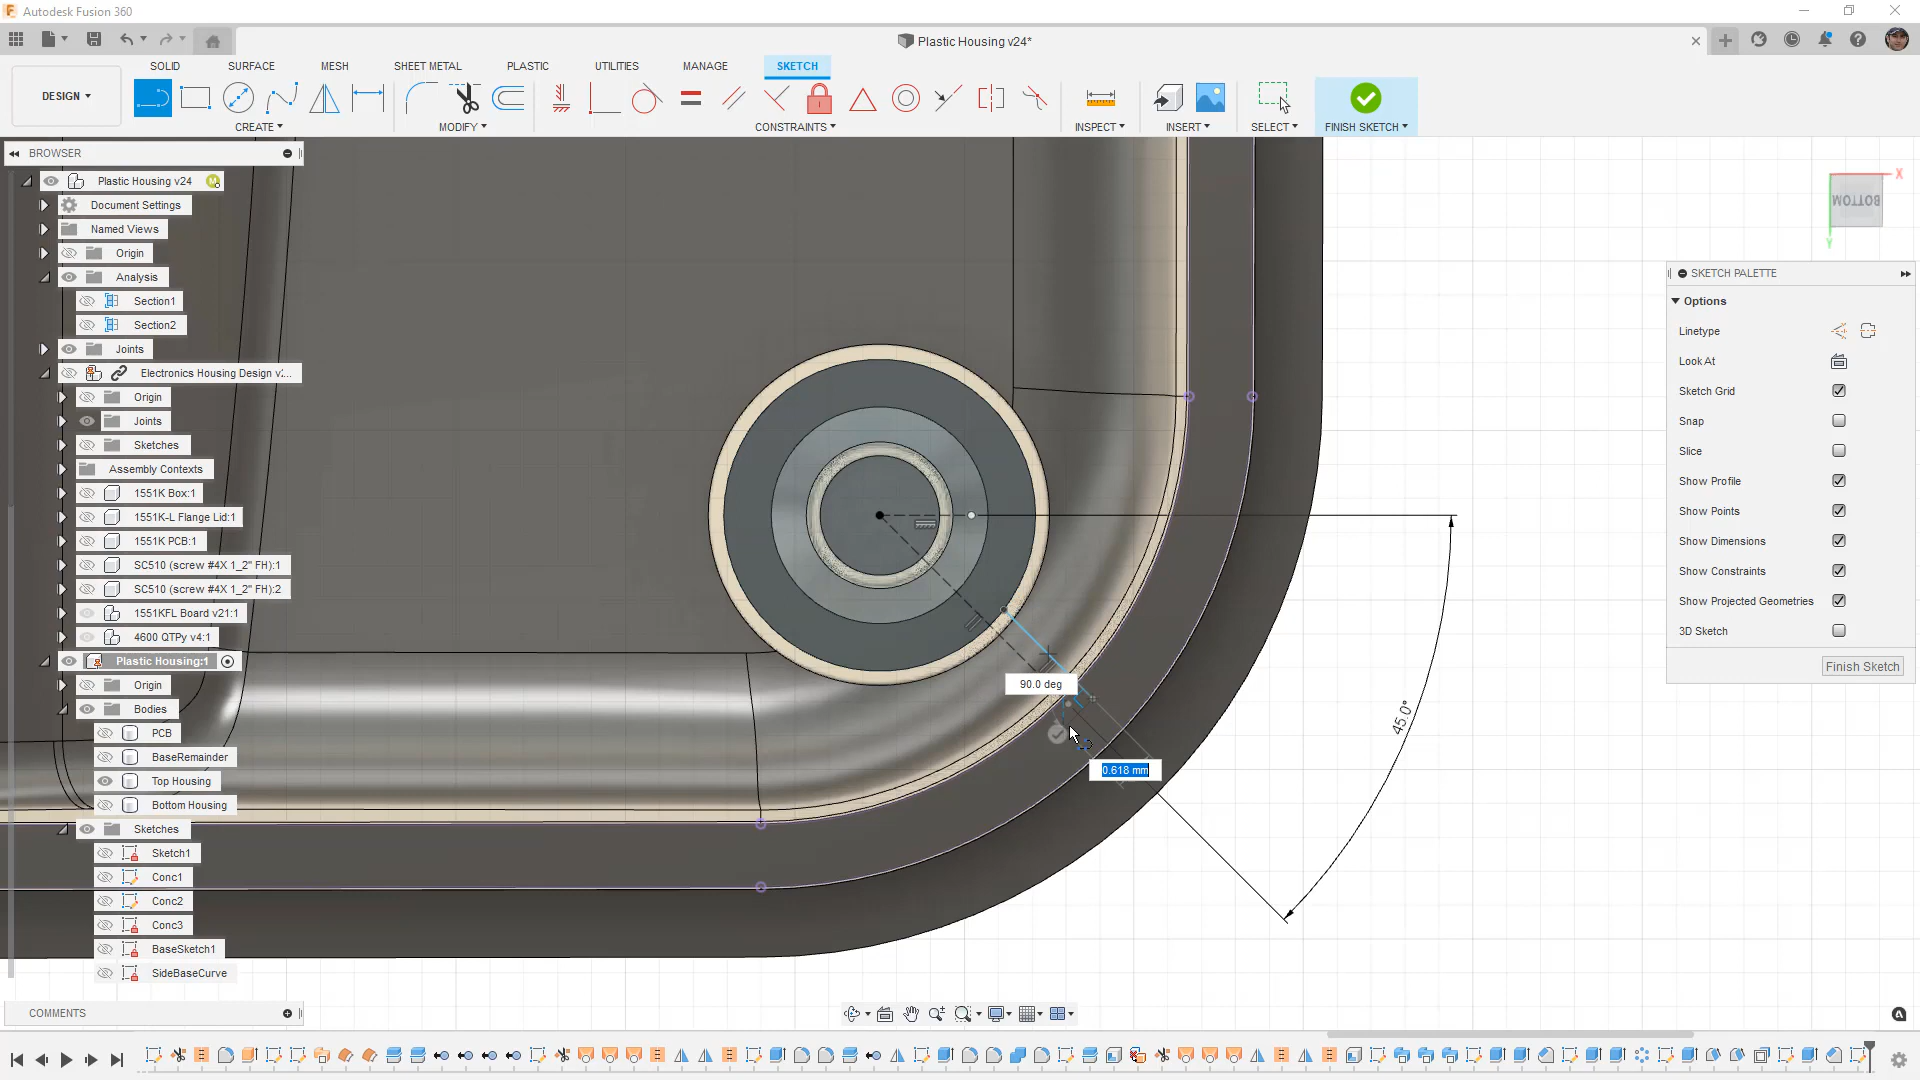 Autodesk Fusion 360
Plastic Housing v24*
DESIGN
SOLID
SURFACE
MESH
SHEET METAL
PLASTIC
UTILITIES
MANAGE
SKETCH
CREATE
MODIFY
CONSTRAINTS
INSPECT
INSERT
SELECT
FINISH SKETCH
BROWSER
Plastic Housing v24
Document Settings
Named Views
Origin
Analysis
Section1
Section2
Joints
Electronics Housing Design v2...
Origin
Joints
Sketches
Assembly Contexts
1551K Box:1
1551K-L Flange Lid:1
1551K PCB:1
SC510 (screw #4X 1_2" FH):1
SC510 (screw #4X 1_2" FH):2
1551KFL Board v21:1
4600 QTPy v4:1
Plastic Housing:1
Origin
Bodies
PCB
BaseRemainder
Top Housing
Bottom Housing
Sketches
Sketch1
Conc1
Conc2
Conc3
BaseSketch1
SideBaseCurve
COMMENTS
90.0 deg
0.618 mm
45.0°
X
BOTTOM
Y
SKETCH PALETTE
Options
Linetype
Look At
Sketch Grid
Snap
Slice
Show Profile
Show Points
Show Dimensions
Show Constraints
Show Projected Geometries
3D Sketch
Finish Sketch